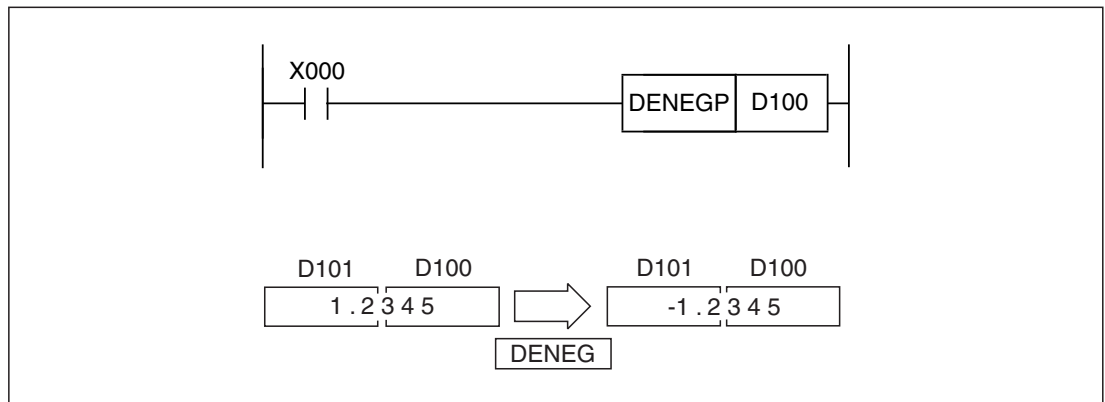 X000
DENEGP D100
D101 D100 D101 D100
1.2345 -1.2345
DENEG